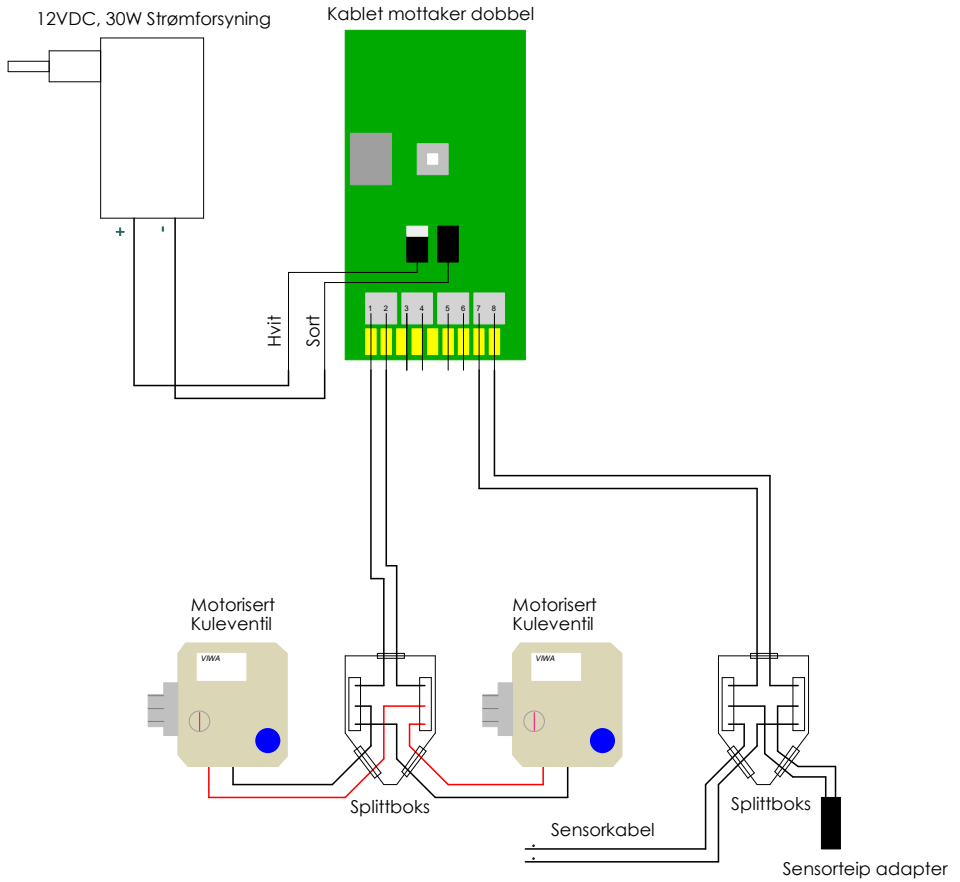 12VDC, 30W Strømforsyning
Kablet mottaker dobbel
+ -
Hvit
Sort
1 2 3 4 5 6 7 8
Motorisert
Kuleventil
VIWA
Motorisert
Kuleventil
VIWA
Splittboks
Splittboks
Sensorkabel
Sensorteip adapter